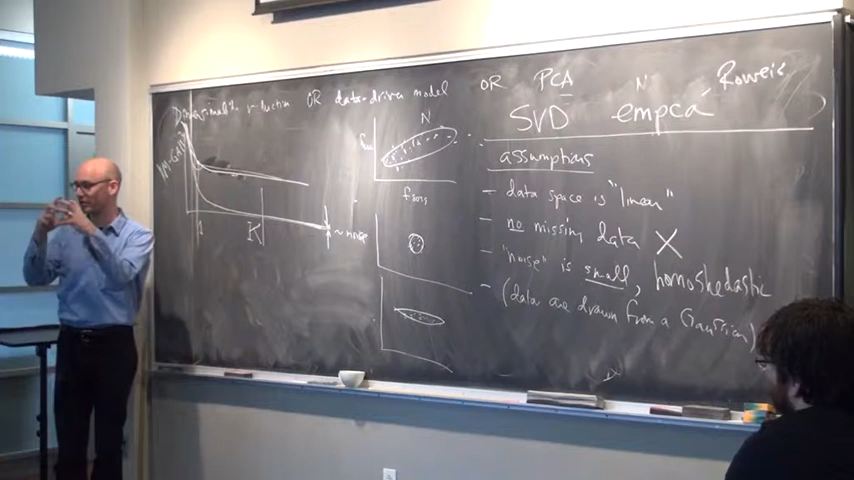 Dimensionality reduction OR data-driven model OR PCA Roweis
SVD empca
N
assumptions
- data space is "linear"
- no missing data X
- "noise" is small, homoskedastic
- (data are drawn from a Gaussian)
1
K
~ noise